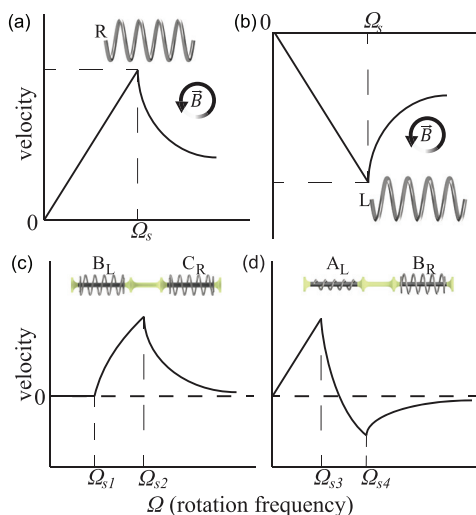 (a)
R
velocity
B
0
Ωs
(b)
0
Ωs
B
L
(c)
BL
CR
velocity
0
Ωs1
Ωs2
(d)
AL
BR
Ωs3
Ωs4
Ω (rotation frequency)